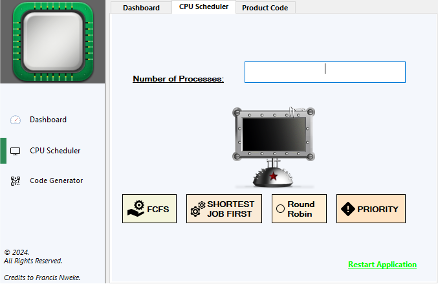 Dashboard CPU Scheduler Product Code
Number of Processes:
Dashboard
CPU Scheduler
Code Generator
FCFS
SHORTEST
JOB FIRST
Round
Robin
PRIORITY
Restart Application
© 2024.
All Rights Reserved.
Credits to Francis Nweke.